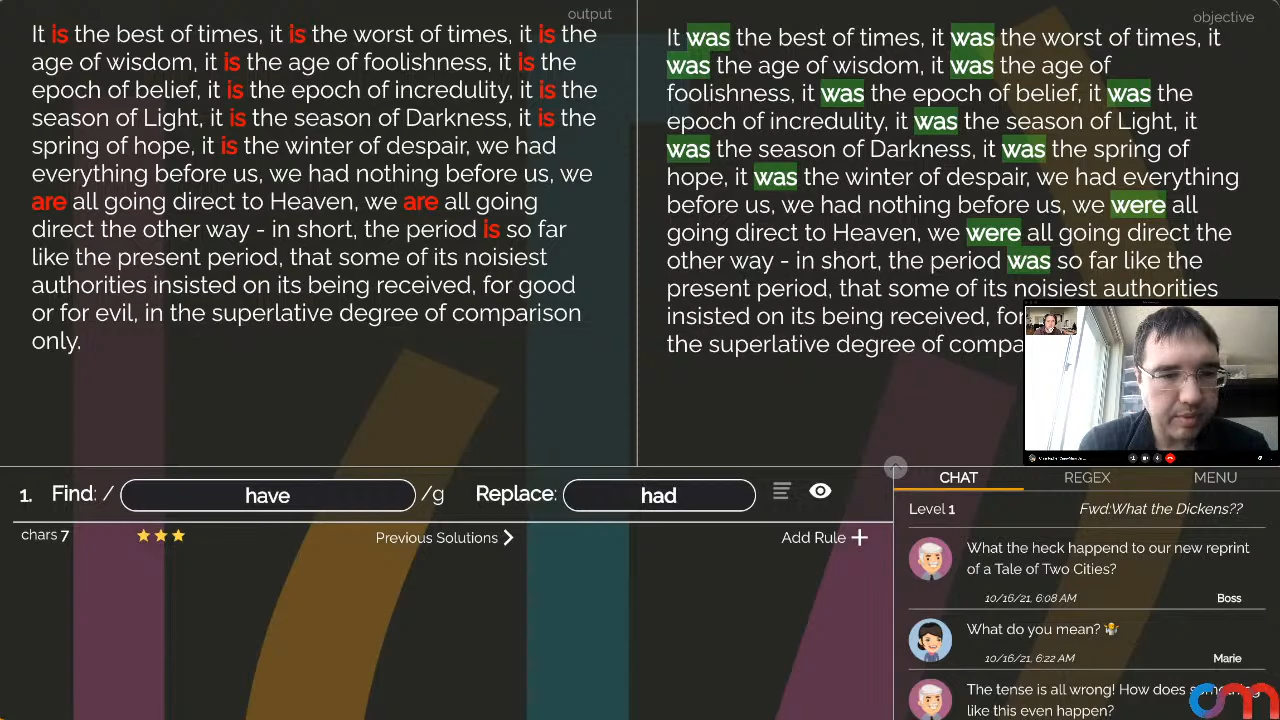 output
It is the best of times, it is the worst of times, it is the
age of wisdom, it is the age of foolishness, it is the
epoch of belief, it is the epoch of incredulity, it is the
season of Light, it is the season of Darkness, it is the
spring of hope, it is the winter of despair, we had
everything before us, we had nothing before us, we
are all going direct to Heaven, we are all going
direct the other way - in short, the period is so far
like the present period, that some of its noisiest
authorities insisted on its being received, for good
or for evil, in the superlative degree of comparison
only.
objective
It was the best of times, it was the worst of times, it
was the age of wisdom, it was the age of
foolishness, it was the epoch of belief, it was the
epoch of incredulity, it was the season of Light, it
was the season of Darkness, it was the spring of
hope, it was the winter of despair, we had everything
before us, we had nothing before us, we were all
going direct to Heaven, we were all going direct the
other way - in short, the period was so far like the
present period, that some of its noisiest authorities
insisted on its being received, for
the superlative degree of compa
1. Find: / have /g Replace: had
chars 7
Previous Solutions
Add Rule +
CHAT REGEX MENU
Level 1 Fwd:What the Dickens??
What the heck happend to our new reprint
of a Tale of Two Cities?
10/16/21, 6:08 AM Boss
What do you mean? 🤷
10/16/21, 6:22 AM Marie
The tense is all wrong! How does something
like this even happen?